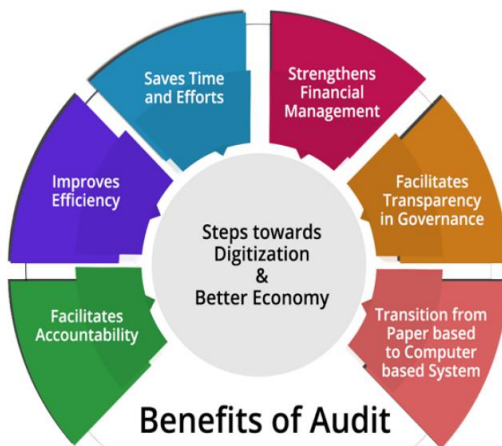 Saves Time
and Efforts
Strengthens
Financial
Management
Improves
Efficiency
Facilitates
Transparency
in Governance
Steps towards
Digitization
&
Better Economy
Facilitates
Accountability
Transition from
Paper based
to Computer
based System
Benefits of Audit